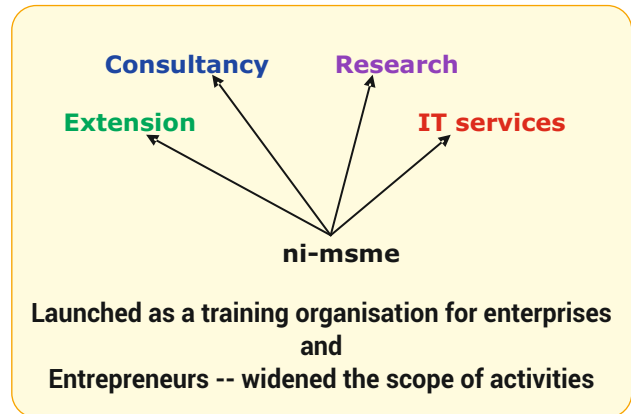 Consultancy Research
Extension IT services
ni-msme
Launched as a training organisation for enterprises
and
Entrepreneurs -- widened the scope of activities